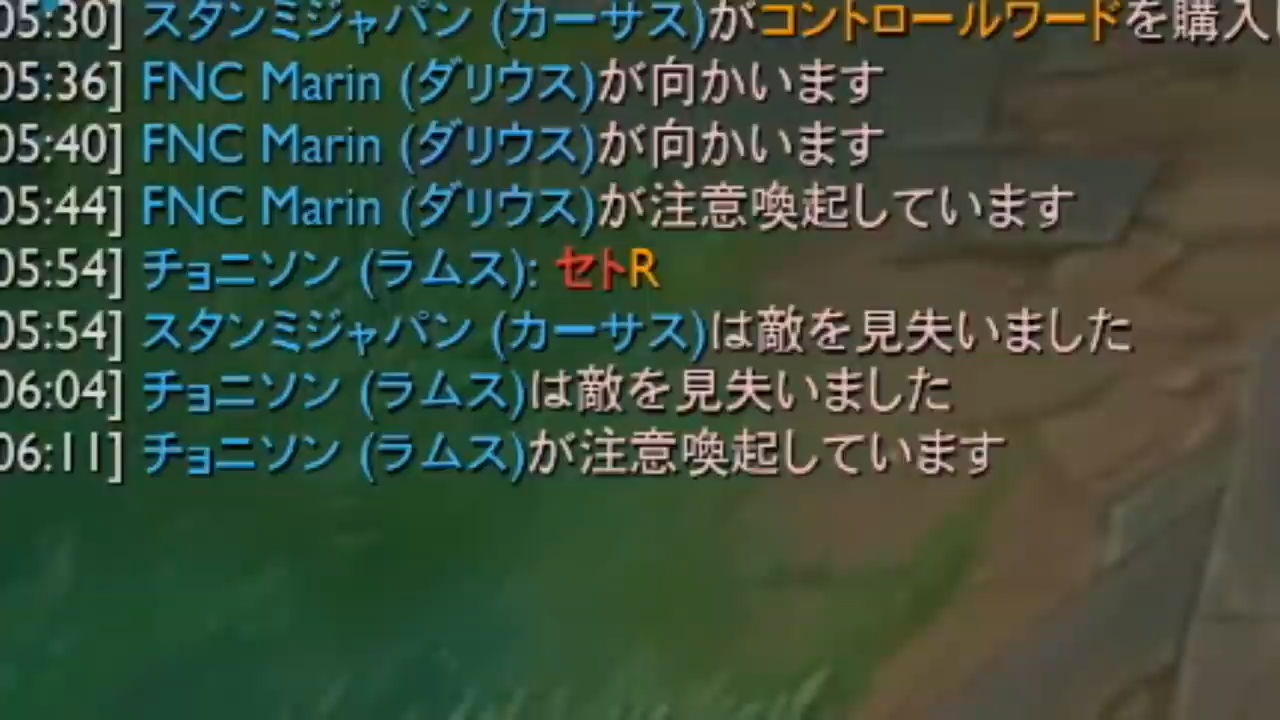 05:30] スタンミジャパン (カーサス)がコントロールワードを購入
05:36] FNC Marin (ダリウス)が向かいます
05:40] FNC Marin (ダリウス)が向かいます
05:44] FNC Marin (ダリウス)が注意喚起しています
05:54] チョニソン (ラムス): セトR
05:54] スタンミジャパン (カーサス)は敵を見失いました
06:04] チョニソン (ラムス)は敵を見失いました
06:11] チョニソン (ラムス)が注意喚起しています